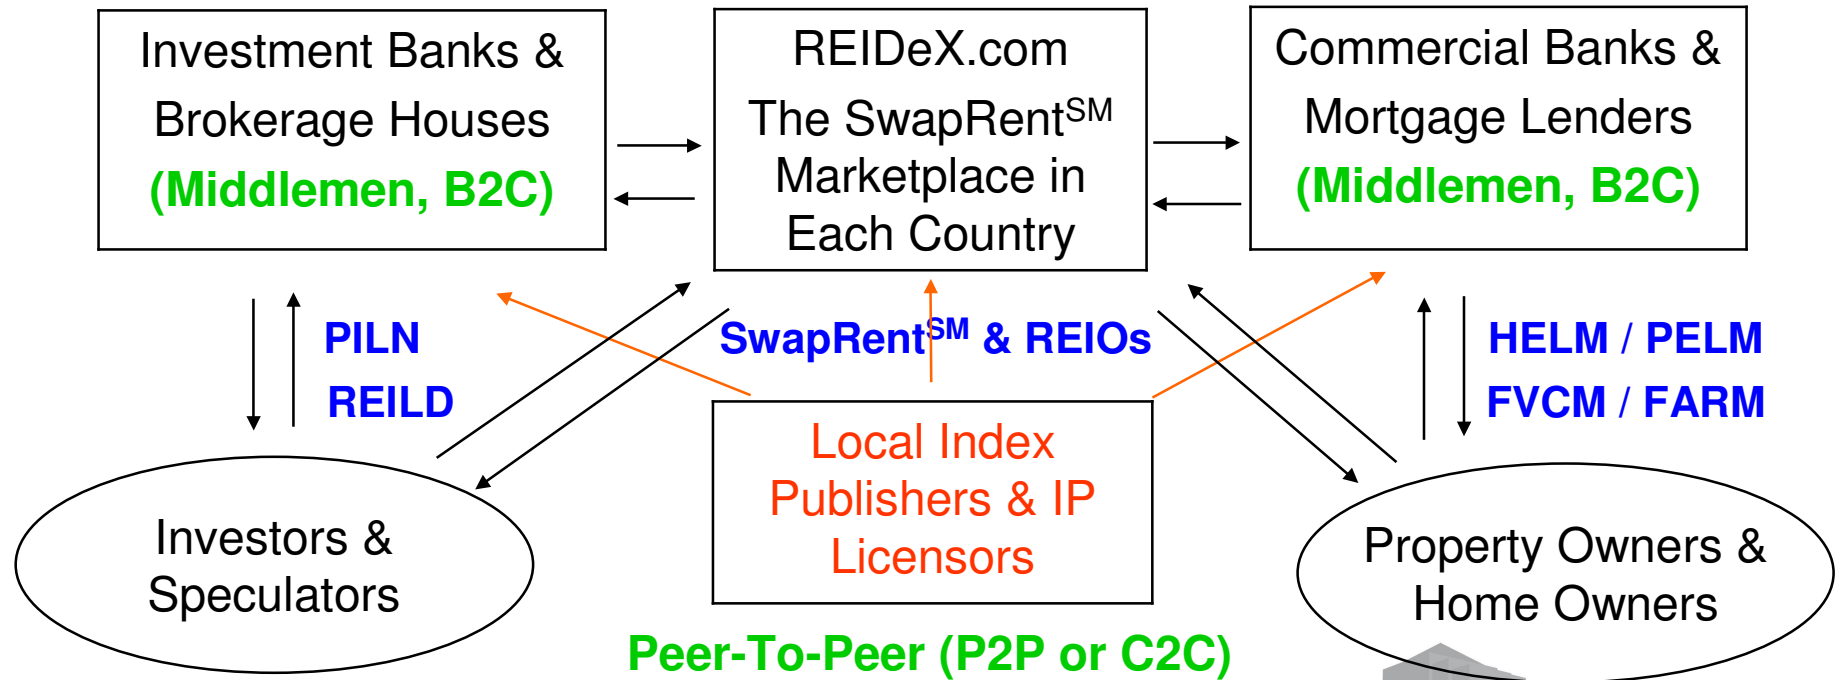 Investment Banks &
Brokerage Houses
(Middlemen, B2C)
REIDeX.com
The SwapRentSM
Marketplace in
Each Country
Commercial Banks &
Mortgage Lenders
(Middlemen, B2C)
PILN
REILD
SwapRentSM & REIOs
HELM / PELM
FVCM / FARM
Investors &
Speculators
Local Index
Publishers & IP
Licensors
Property Owners &
Home Owners
Peer-To-Peer (P2P or C2C)